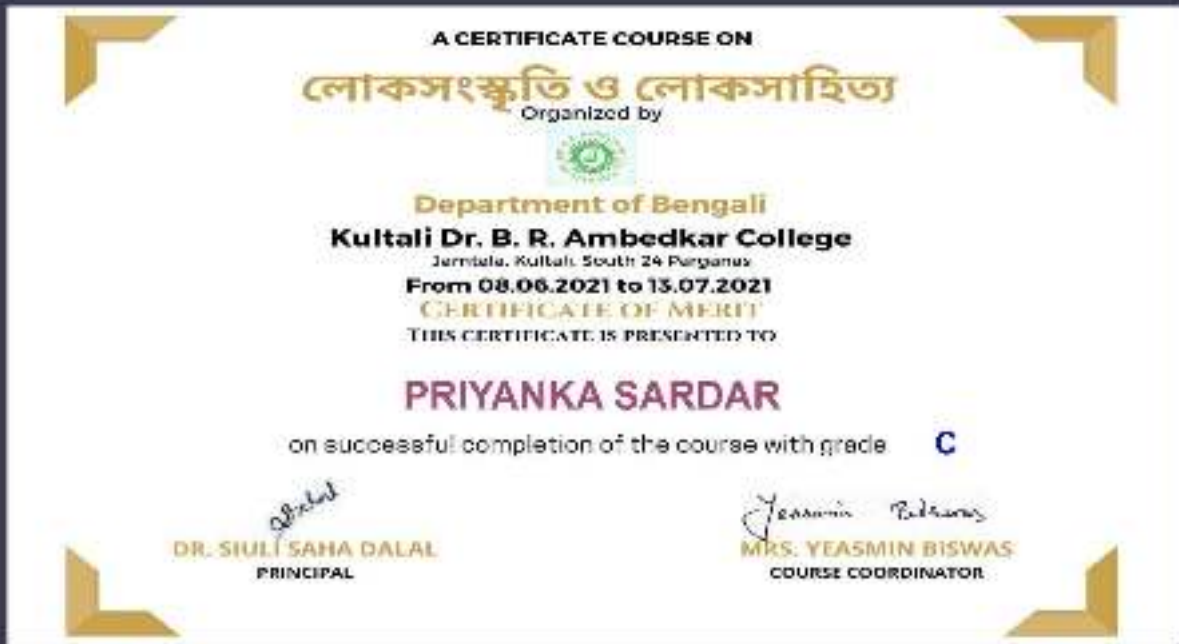 A CERTIFICATE COURSE ON
লোকসংস্কৃতি ও লোকসাহিত্য
Organized by
Department of Bengali
Kultali Dr. B. R. Ambedkar College
Jamtala, Kultali, South 24 Parganas
From 08.06.2021 to 13.07.2021
CERTIFICATE OF MERIT
THIS CERTIFICATE IS PRESENTED TO
PRIYANKA SARDAR
on successful completion of the course with grade C
Yeasmin Biswas
DR. SIULI SAHA DALAL
MRS. YEASMIN BISWAS
PRINCIPAL
COURSE COORDINATOR